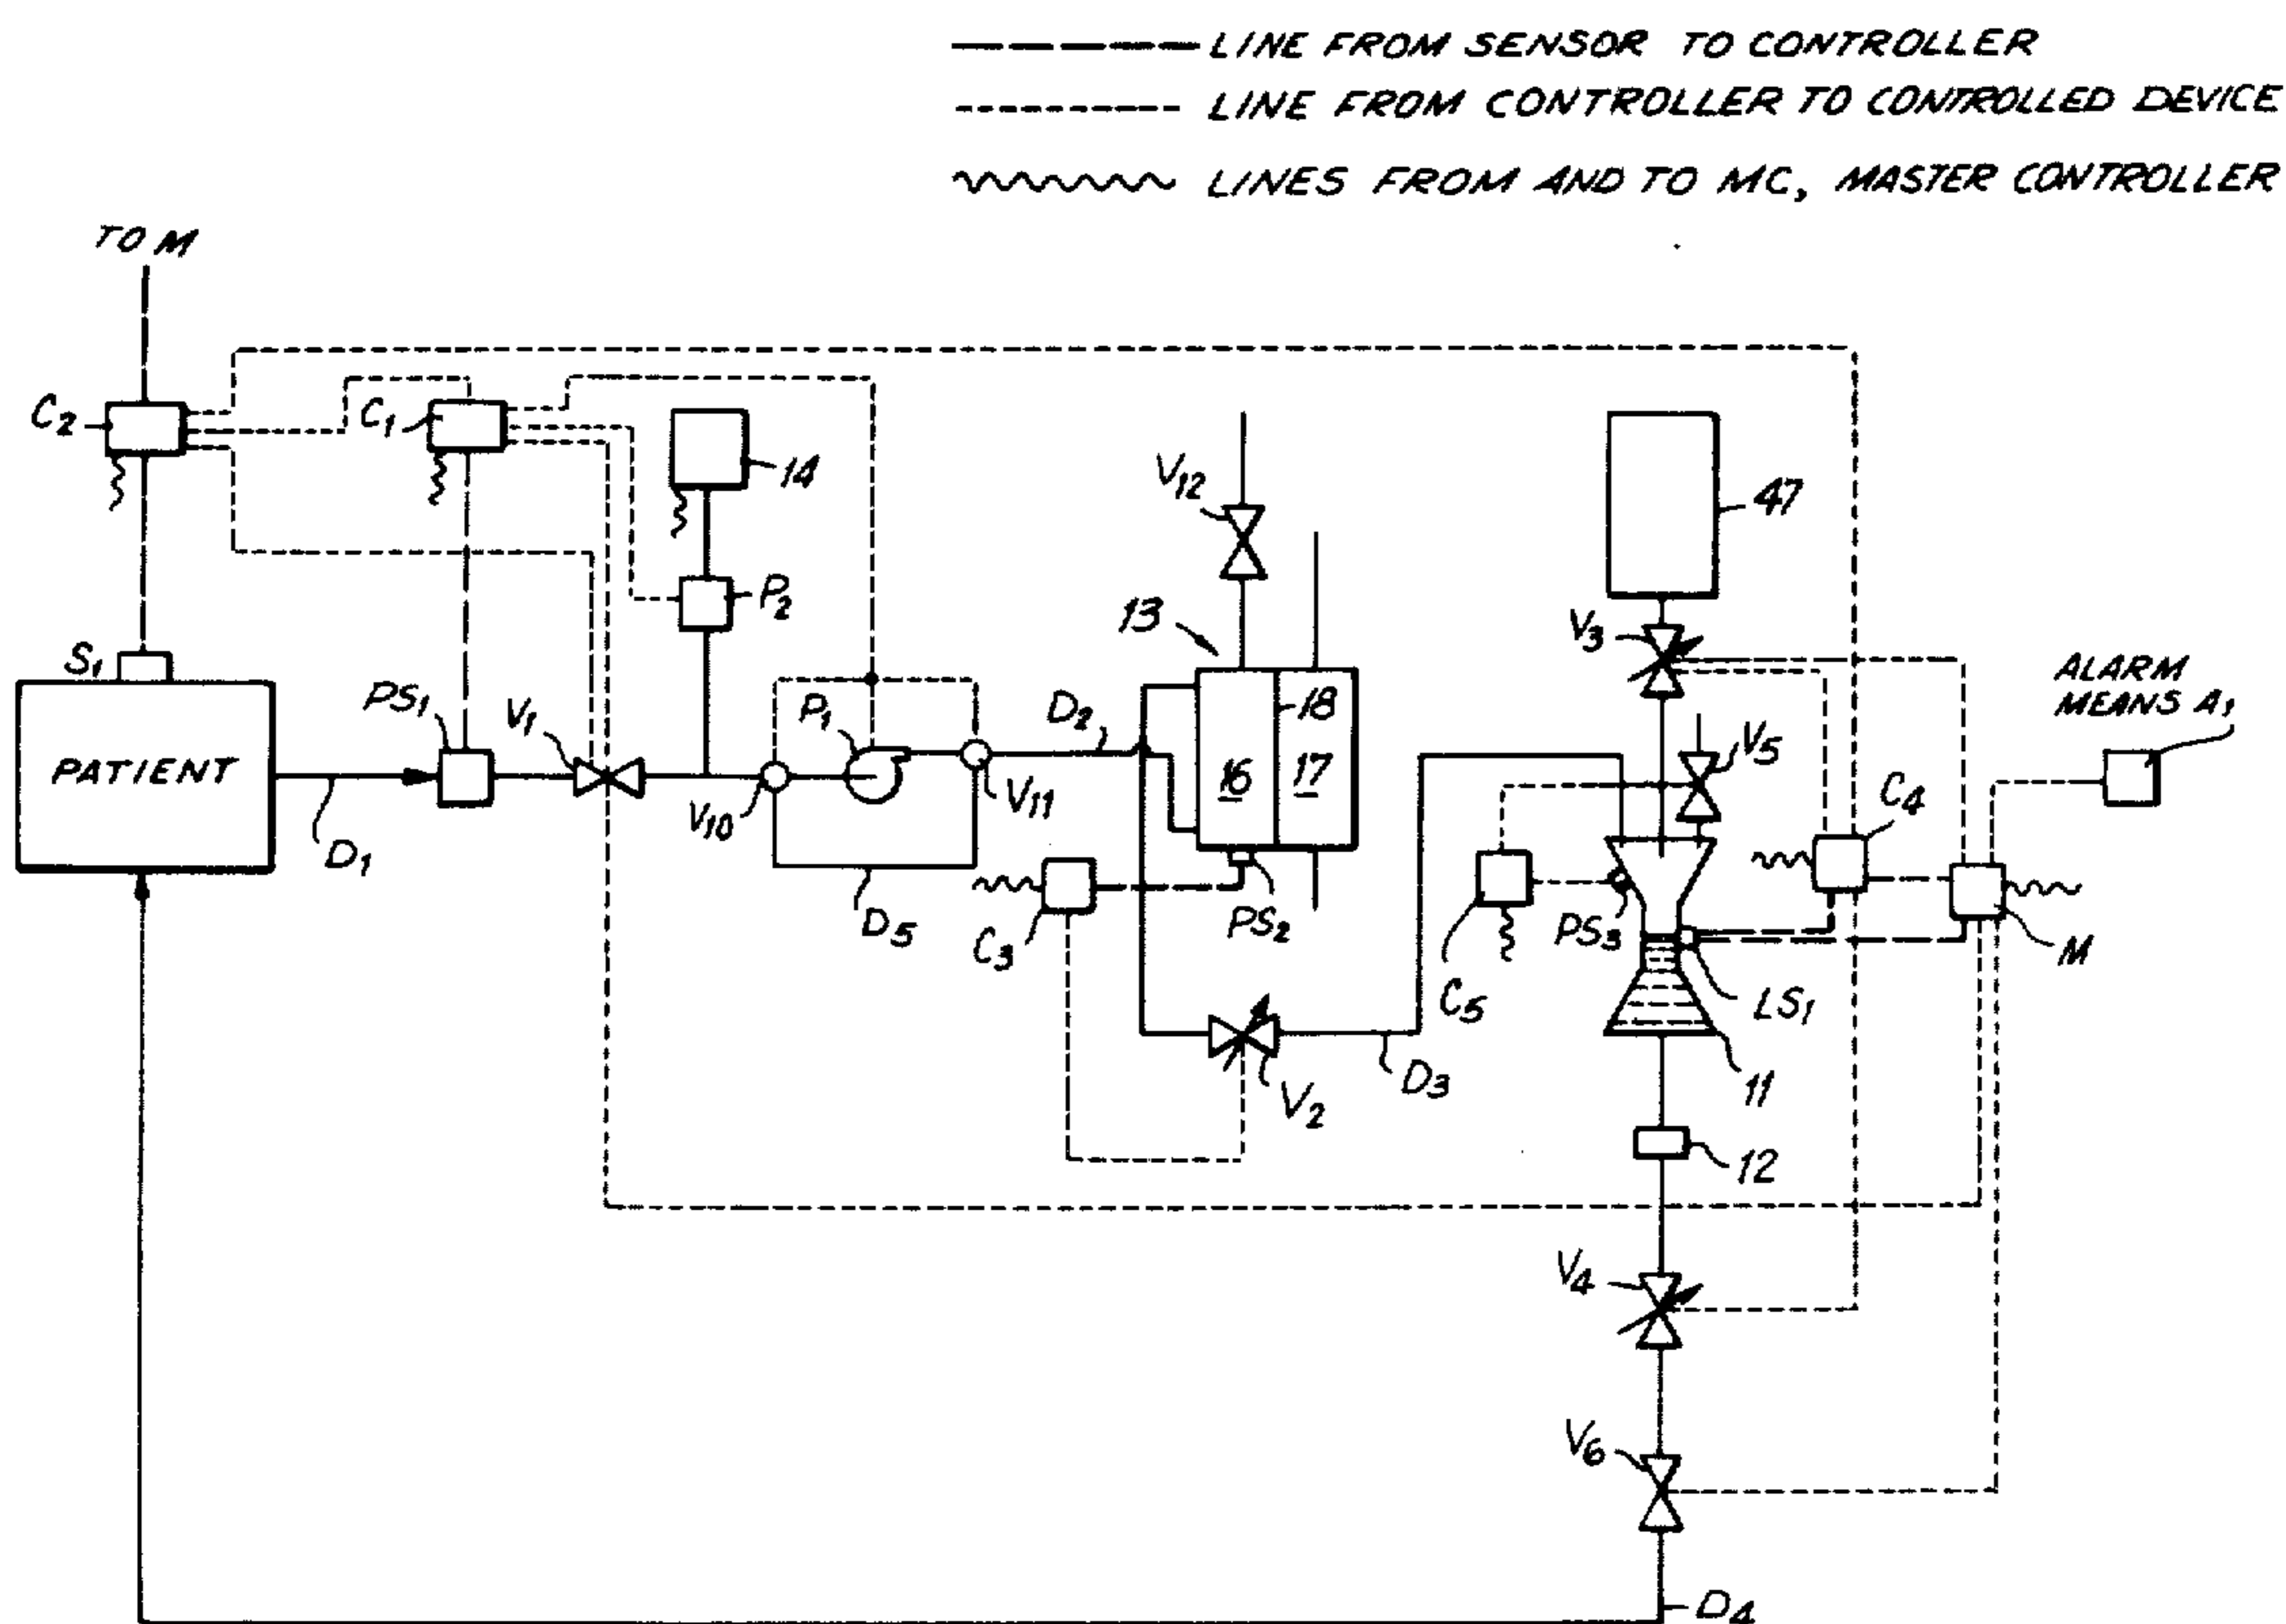 LINE FROM SENSOR TO CONTROLLER
LINE FROM CONTROLLER TO CONTROLLED DEVICE
LINES FROM AND TO MC, MASTER CONTROLLER
TO M
C2
C1
14
P2
V12
47
13
V3
S1
PATIENT
PS1
V1
P1
D2
18
16
17
V5
ALARM
MEANS A1
C4
D1
V10
V11
D5
C3
PS2
C5
PS3
LS1
M
V2
D3
11
12
V4
V6
D4